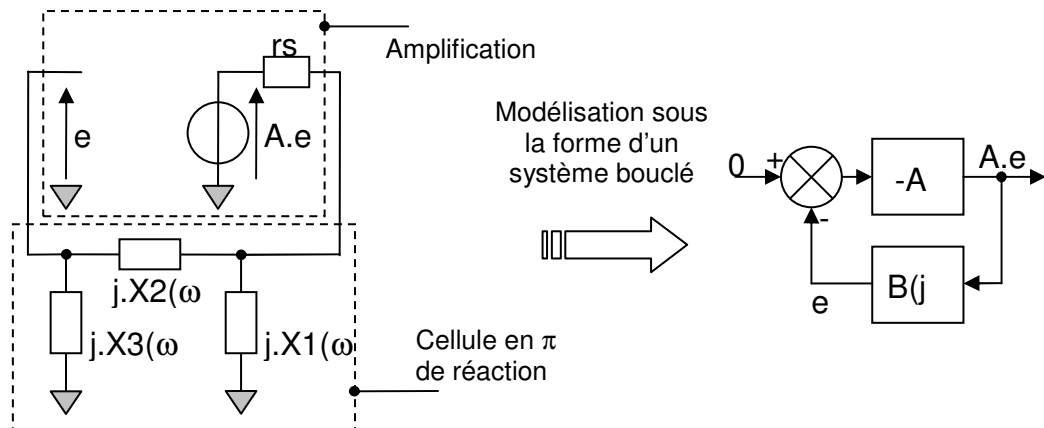 rs
Amplification
e
A.e
j.X2(ω
j.X3(ω
j.X1(ω
Cellule en π
de réaction
Modélisation sous
la forme d'un
système bouclé
0
+
-
-A
A.e
B(j
e